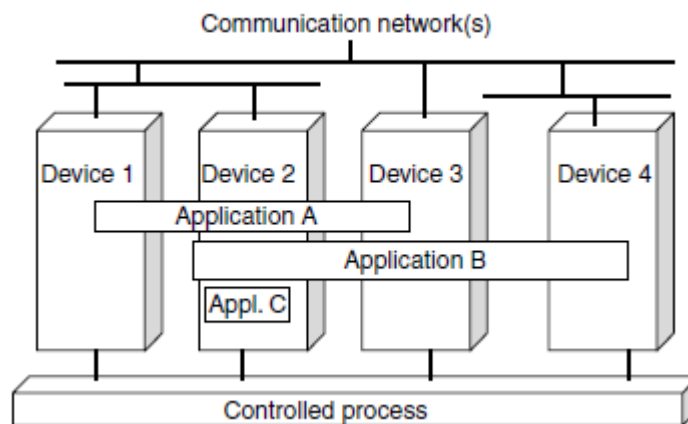 Communication network(s)
Device 1
Device 2
Device 3
Device 4
Application A
Application B
Appl. C
Controlled process